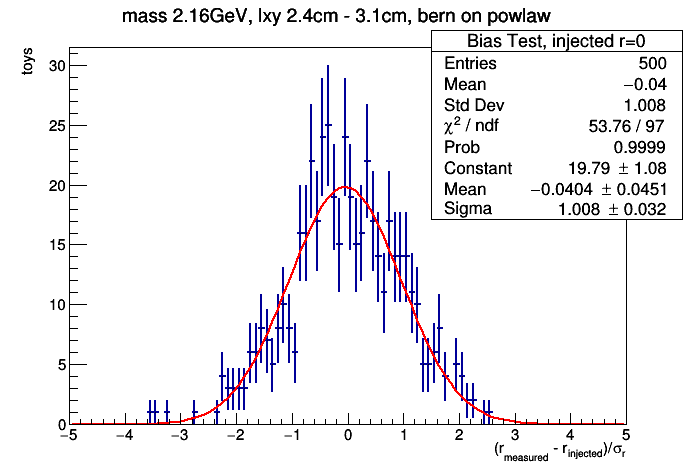 mass 2.16GeV, lxy 2.4cm - 3.1cm, bern on powlaw
toys
Bias Test, injected r=0
Entries 500
Mean −0.04
Std Dev 1.008
χ² / ndf 53.76 / 97
Prob 0.9999
Constant 19.79 ± 1.08
Mean −0.0404 ± 0.0451
Sigma 1.008 ± 0.032
30
25
20
15
10
5
0
−5 −4 −3 −2 −1 0 1 2 3 4 5
(r_measured - r_injected)/σ_r